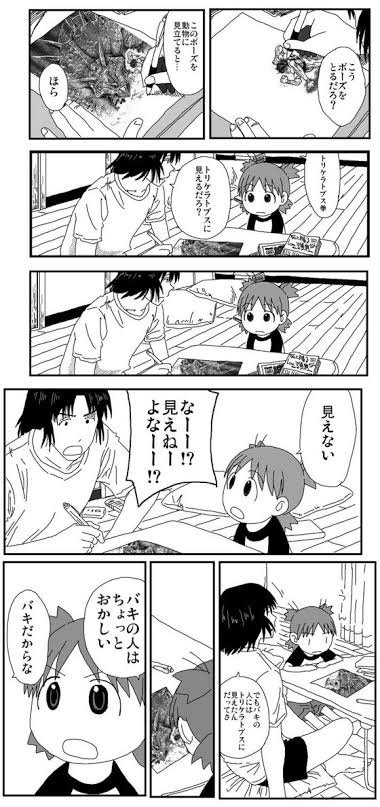 こう
ポーズを
とるだろ?
このポーズを
動物に
見立てると…
ほら
トリケラトプス拳
トリケラトプスに
見えるだろ?
見えない
なーー!?
見えねー
よなーー!?
でもバキの
人には
トリケラトプスに
見えたん
だってさ
バキの人は
ちょっと
おかしい
バキだからな